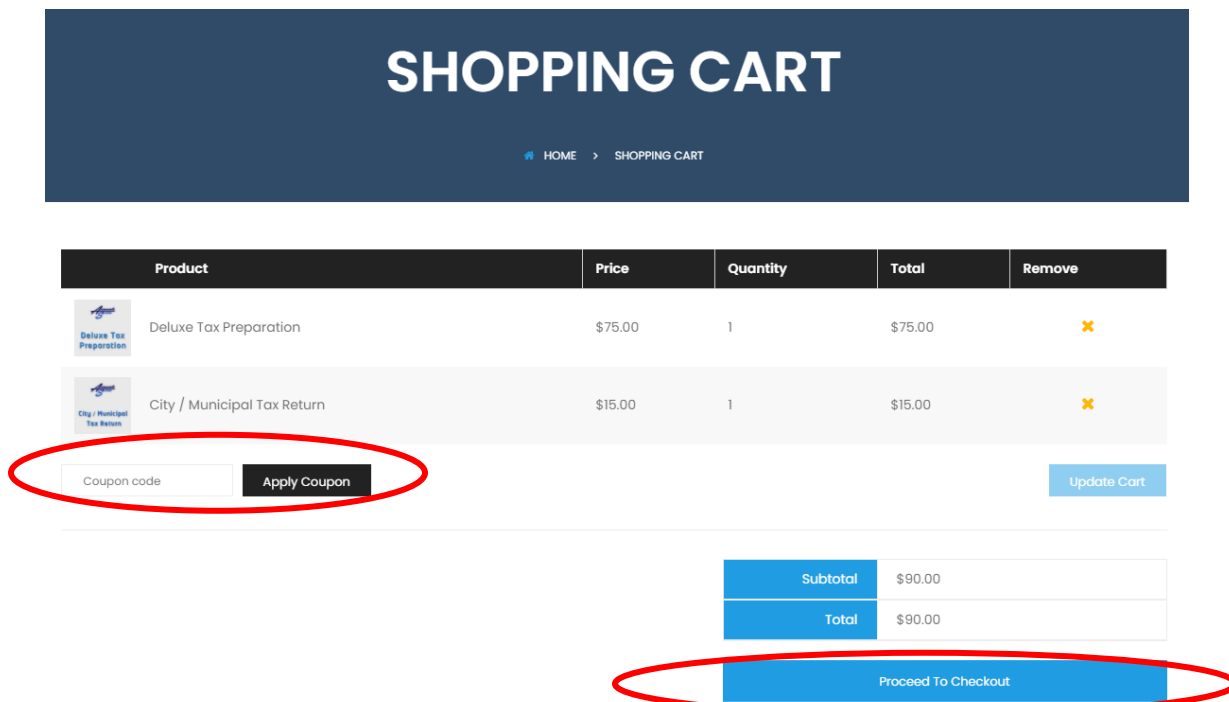 SHOPPING CART
HOME > SHOPPING CART
Product Price Quantity Total Remove
Deluxe Tax
Preparation
Deluxe Tax Preparation $75.00 1 $75.00
City / Municipal
Tax Return
City / Municipal Tax Return $15.00 1 $15.00
Coupon code Apply Coupon Update Cart
Subtotal $90.00
Total $90.00
Proceed To Checkout